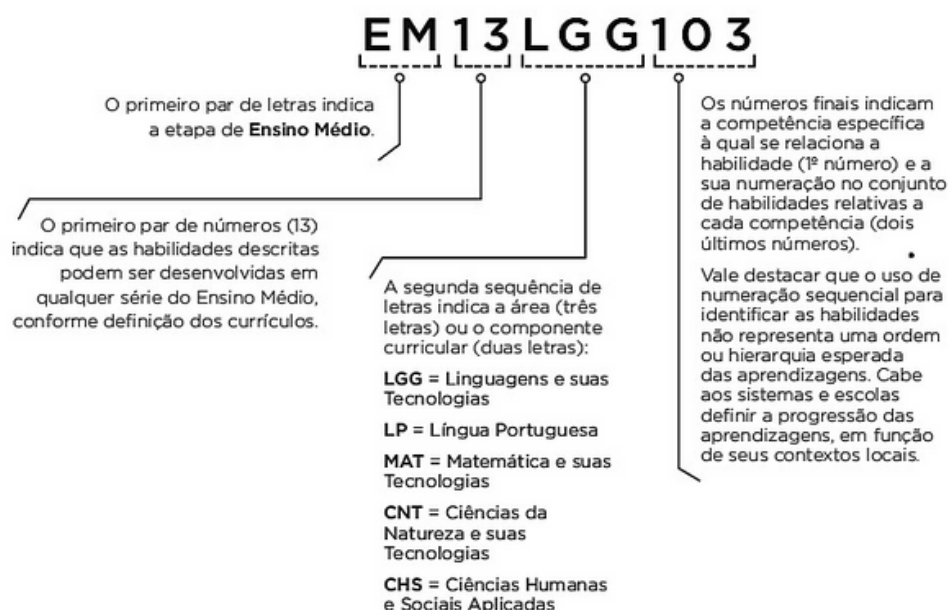 EM13LGG103
O primeiro par de letras indica
a etapa de Ensino Médio.
O primeiro par de números (13)
indica que as habilidades descritas
podem ser desenvolvidas em
qualquer série do Ensino Médio,
conforme definição dos currículos.
A segunda sequência de
letras indica a área (três
letras) ou o componente
curricular (duas letras):
LGG = Linguagens e suas
Tecnologias
LP = Língua Portuguesa
MAT = Matemática e suas
Tecnologias
CNT = Ciências da
Natureza e suas
Tecnologias
CHS = Ciências Humanas
e Sociais Aplicadas
Os números finais indicam
a competência específica
à qual se relaciona a
habilidade (1º número) e a
sua numeração no conjunto
de habilidades relativas a
cada competência (dois
últimos números).
Vale destacar que o uso de
numeração sequencial para
identificar as habilidades
não representa uma ordem
ou hierarquia esperada
das aprendizagens. Cabe
aos sistemas e escolas
definir a progressão das
aprendizagens, em função
de seus contextos locais.